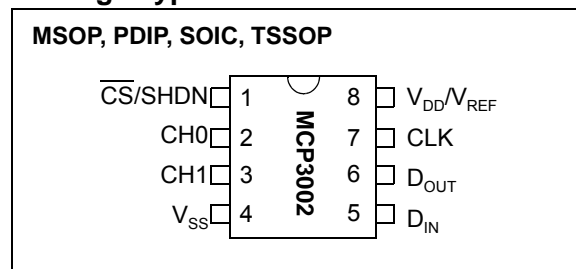 MSOP, PDIP, SOIC, TSSOP
CS/SHDN 1 8 VDD/VREF
CH0 2 7 CLK
CH1 3 6 DOUT
VSS 4 5 DIN
MCP3002